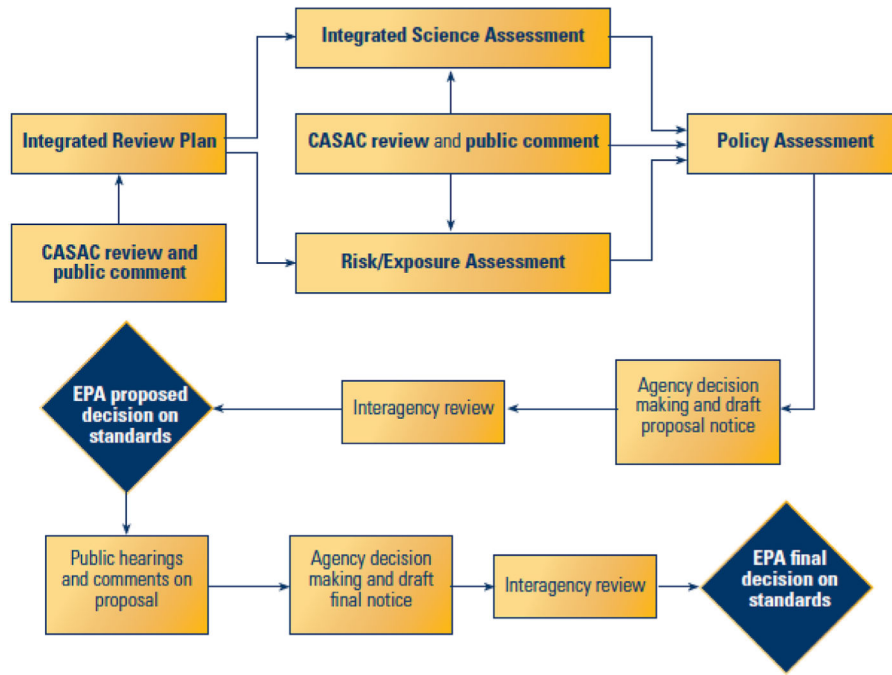 Integrated Science Assessment
Integrated Review Plan
CASAC review and public comment
Policy Assessment
CASAC review and
public comment
Risk/Exposure Assessment
EPA proposed
decision on
standards
Interagency review
Agency decision
making and draft
proposal notice
Public hearings
and comments on
proposal
Agency decision
making and draft
final notice
Interagency review
EPA final
decision on
standards